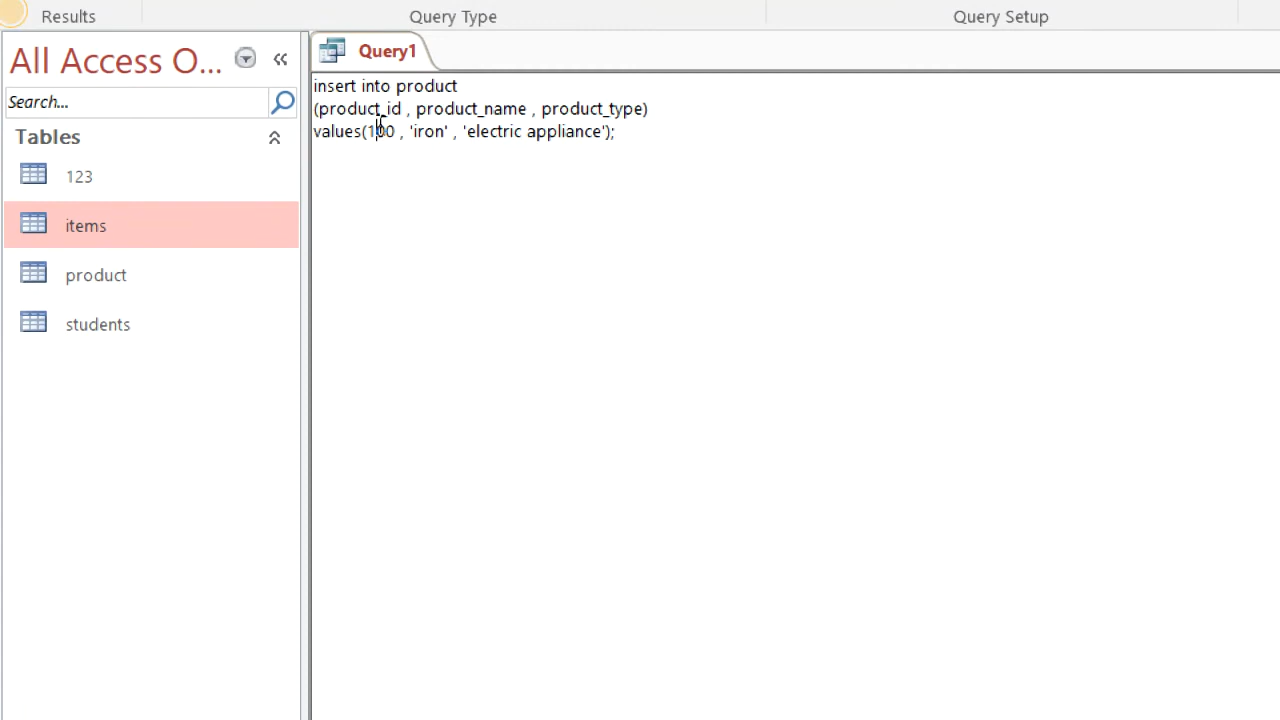 Results
Query Type
Query Setup
All Access O...
Search...
Tables
123
items
product
students
Query1
insert into product
(product_id , product_name , product_type)
values(100 , 'iron' , 'electric appliance');